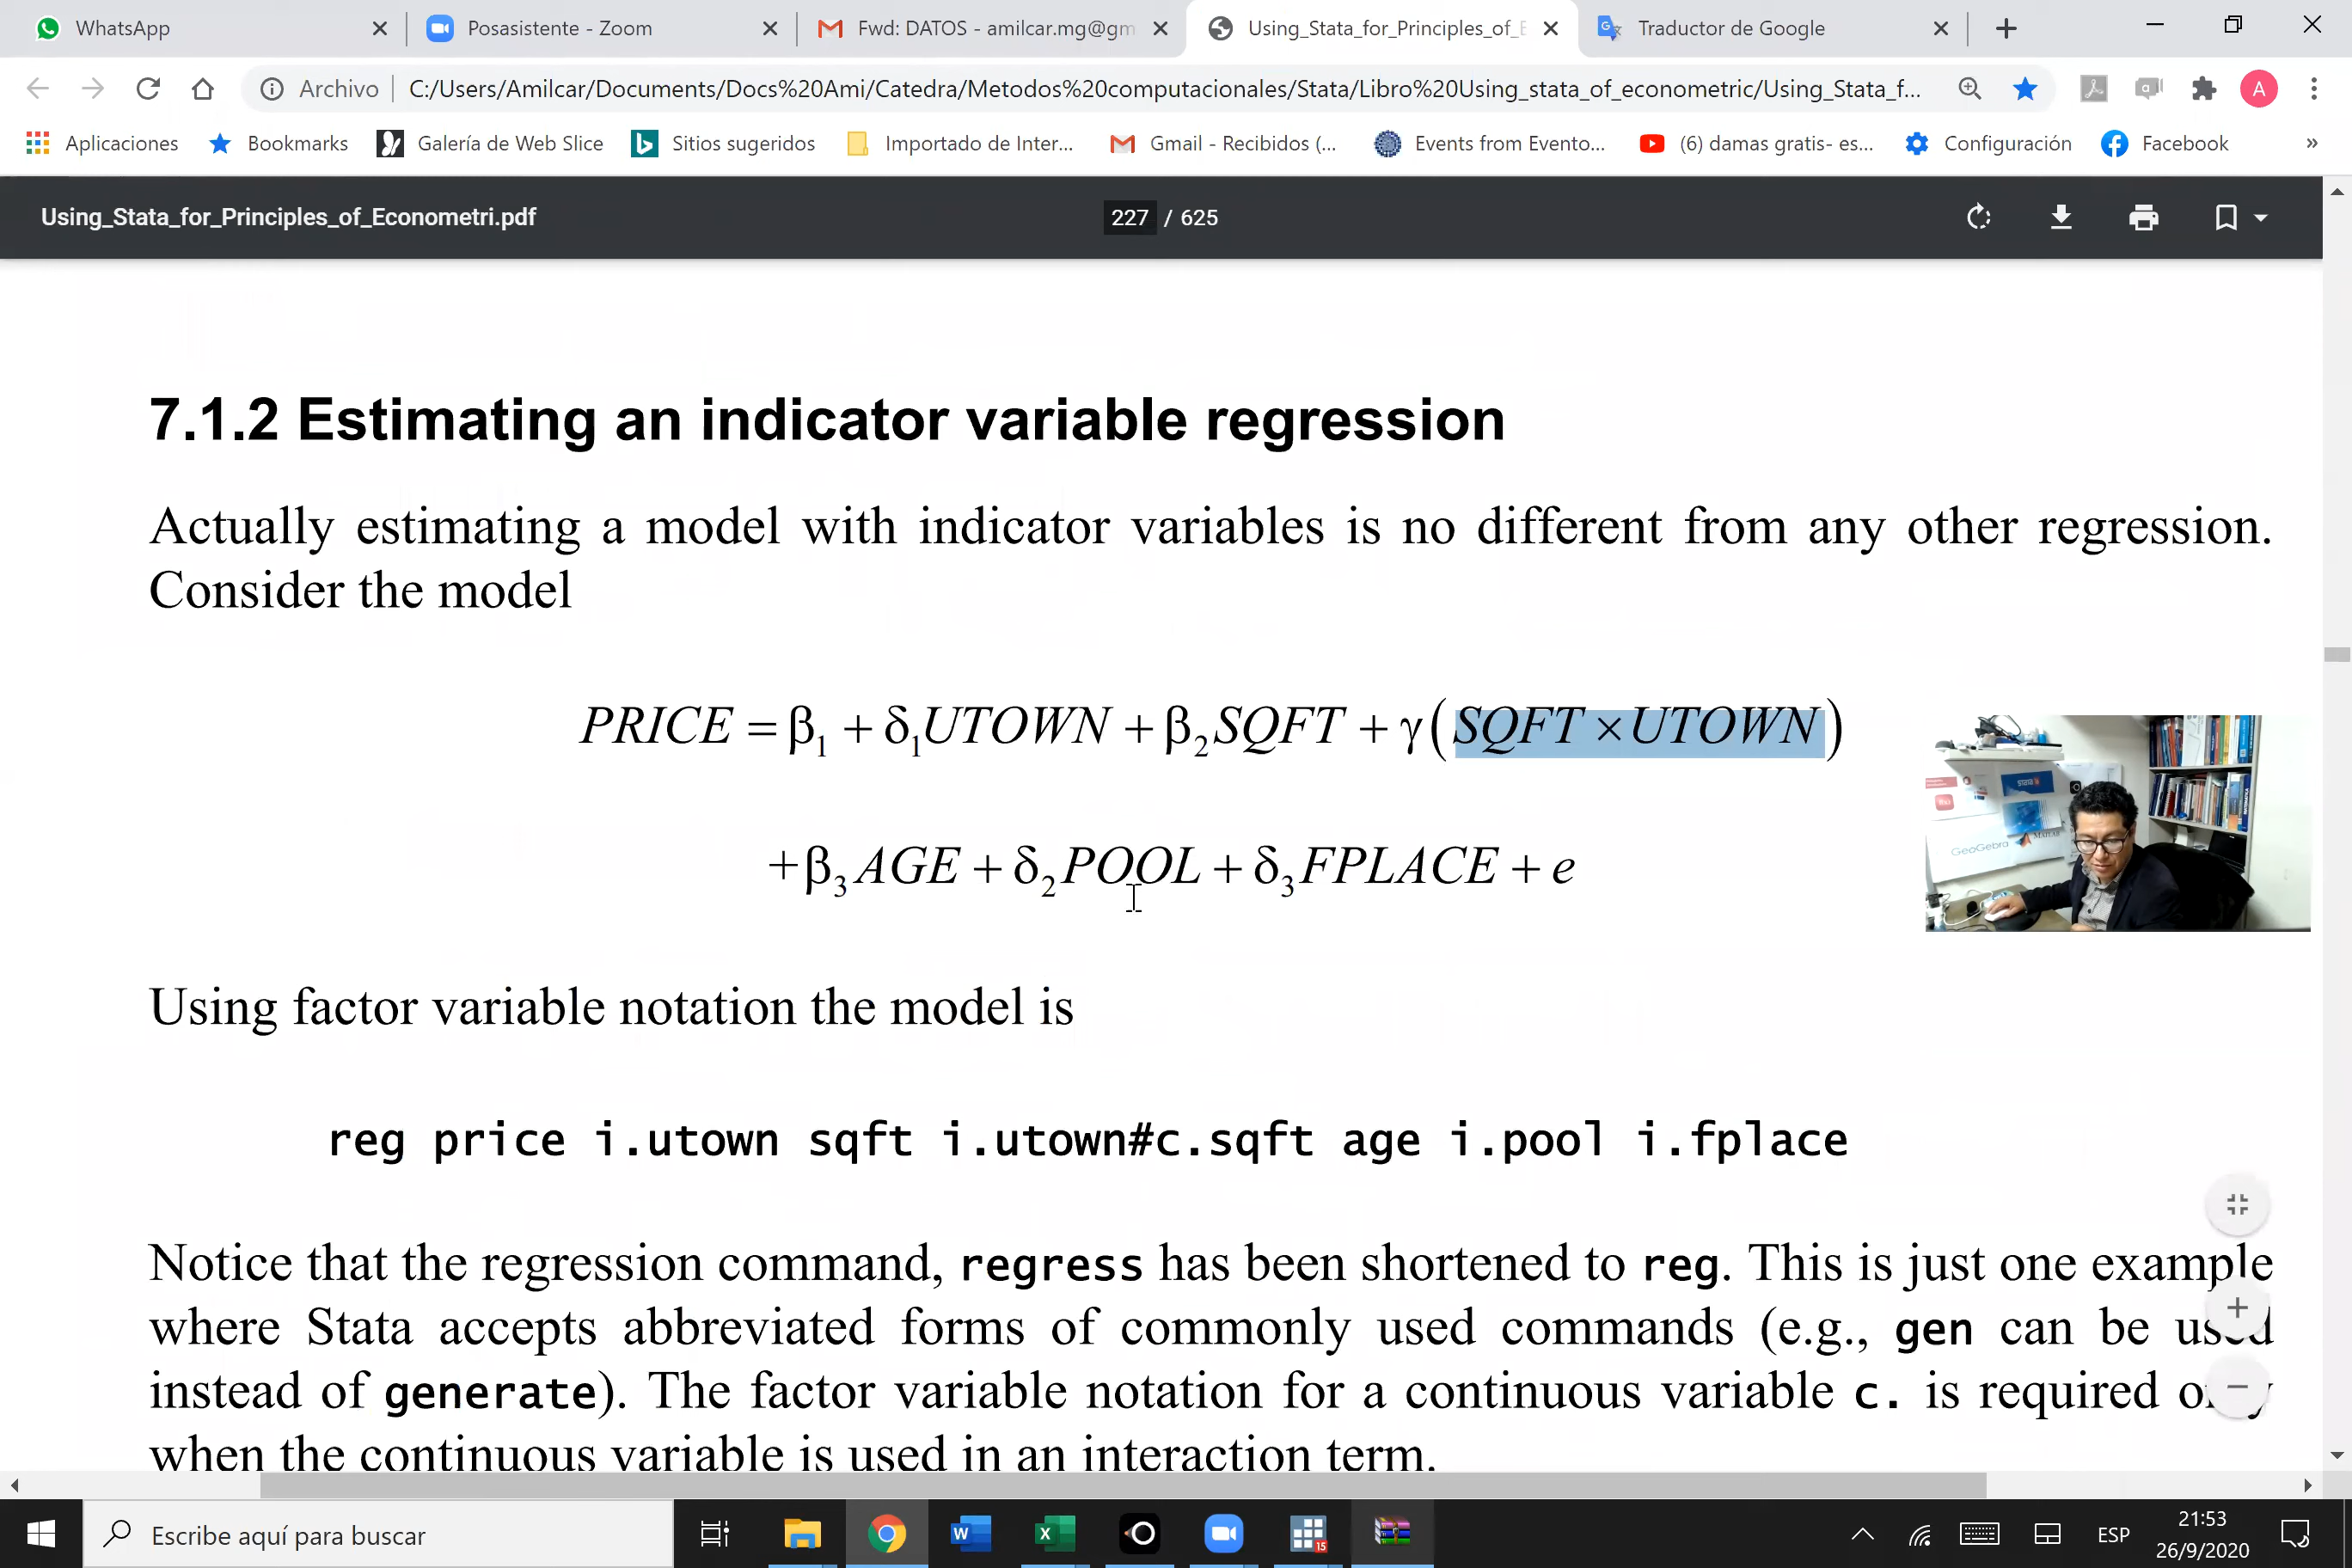 WhatsApp
Posasistente - Zoom
Fwd: DATOS - amilcar.mg@gm
Using_Stata_for_Principles_of_E
Traductor de Google
Archivo
C:/Users/Amilcar/Documents/Docs%20Ami/Catedra/Metodos%20computacionales/Stata/Libro%20Using_stata_of_econometric/Using_Stata_f...
A
Aplicaciones
Bookmarks
Galería de Web Slice
Sitios sugeridos
Importado de Inter...
Gmail - Recibidos (...
Events from Evento...
(6) damas gratis- es...
Configuración
Facebook
»
Using_Stata_for_Principles_of_Econometri.pdf
227 / 625
7.1.2 Estimating an indicator variable regression
Actually estimating a model with indicator variables is no different from any other regression.
Consider the model
PRICE = β₁ + δ₁UTOWN + β₂SQFT + γ(SQFT × UTOWN)
+β₃AGE + δ₂POOL + δ₃FPLACE + e
STATA
MATLAB
GeoGebra
Using factor variable notation the model is
reg price i.utown sqft i.utown#c.sqft age i.pool i.fplace
Notice that the regression command, regress has been shortened to reg. This is just one example
where Stata accepts abbreviated forms of commonly used commands (e.g., gen can be used
instead of generate). The factor variable notation for a continuous variable c. is required only
when the continuous variable is used in an interaction term.
Escribe aquí para buscar
15
ESP
21:53
26/9/2020